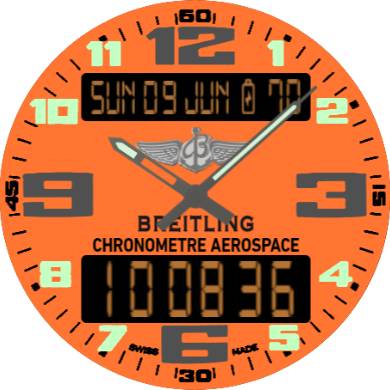 60
11 12 1
SUN 09 JUN 70
10 2
45 9 3 15
BREITLING
CHRONOMETRE AEROSPACE
8 4
100836
7 6 5
SWISS MADE
30